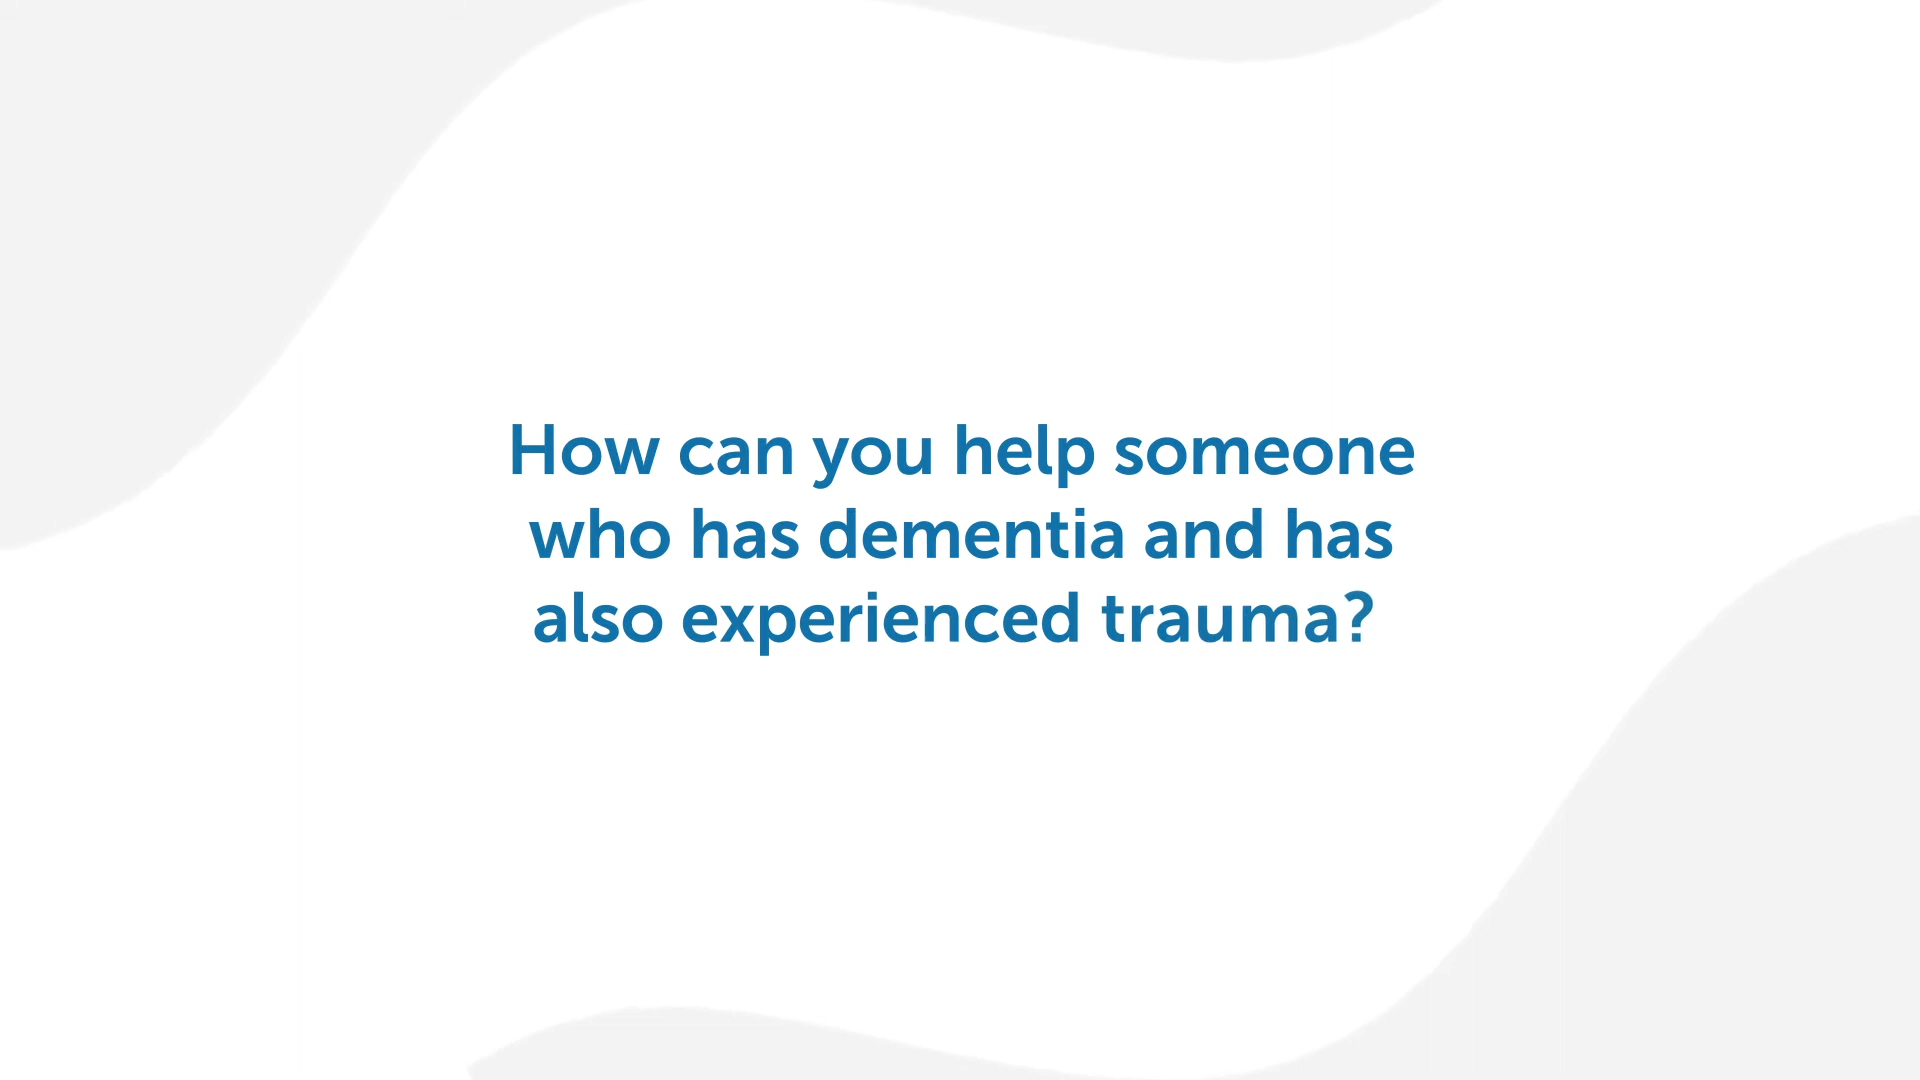 How can you help someone
who has dementia and has
also experienced trauma?